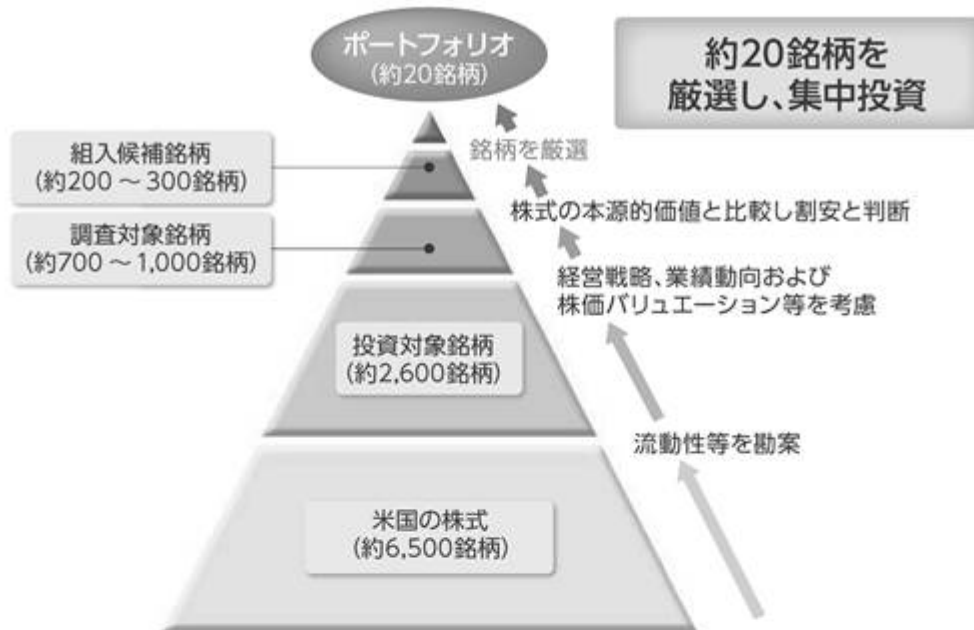 ポートフォリオ
(約20銘柄)
約20銘柄を
厳選し、集中投資
銘柄を厳選
組入候補銘柄
(約200 ～ 300銘柄)
株式の本源的価値と比較し割安と判断
調査対象銘柄
(約700 ～ 1,000銘柄)
経営戦略、業績動向および
株価バリュエーション等を考慮
投資対象銘柄
(約2,600銘柄)
流動性等を勘案
米国の株式
(約6,500銘柄)